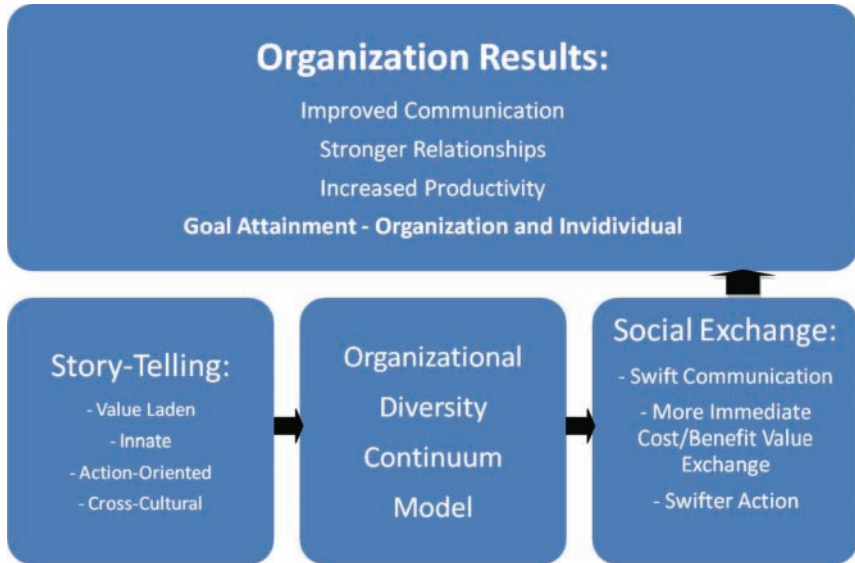 Organization Results:
Improved Communication
Stronger Relationships
Increased Productivity
Goal Attainment - Organization and Invidividual
Story-Telling:
- Value Laden
- Innate
- Action-Oriented
- Cross-Cultural
Organizational
Diversity
Continuum
Model
Social Exchange:
- Swift Communication
- More Immediate
Cost/Benefit Value
Exchange
- Swifter Action